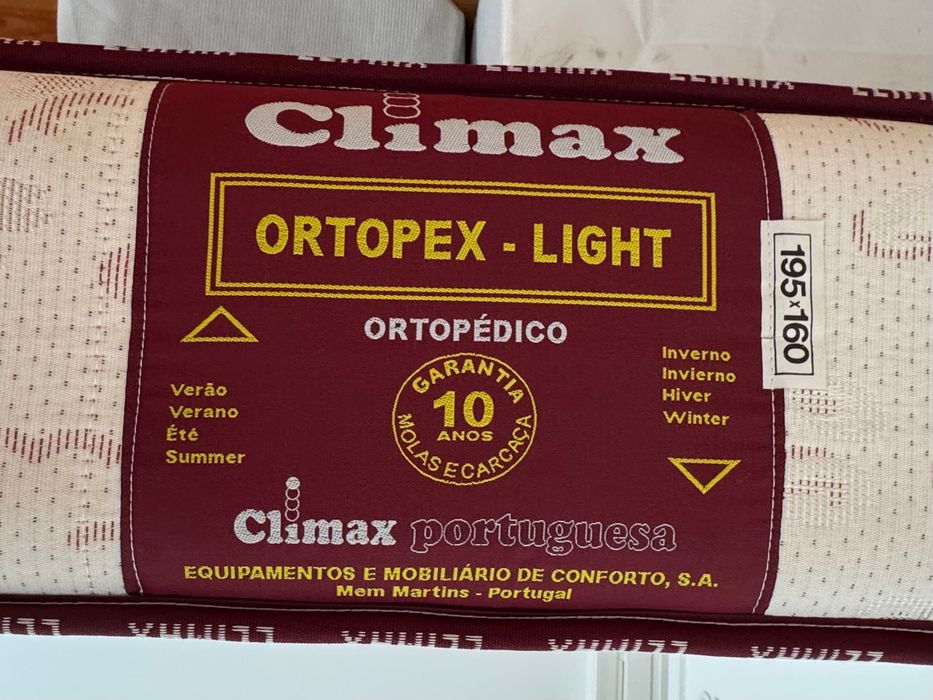 Climax
ORTOPEX - LIGHT
ORTOPÉDICO
Verão
Verano
Été
Summer
GARANTIA
10
ANOS
MOLAS E CARCAÇA
Inverno
Invierno
Hiver
Winter
195x160
Climax portuguesa
EQUIPAMENTOS E MOBILIÁRIO DE CONFORTO, S.A.
Mem Martins - Portugal